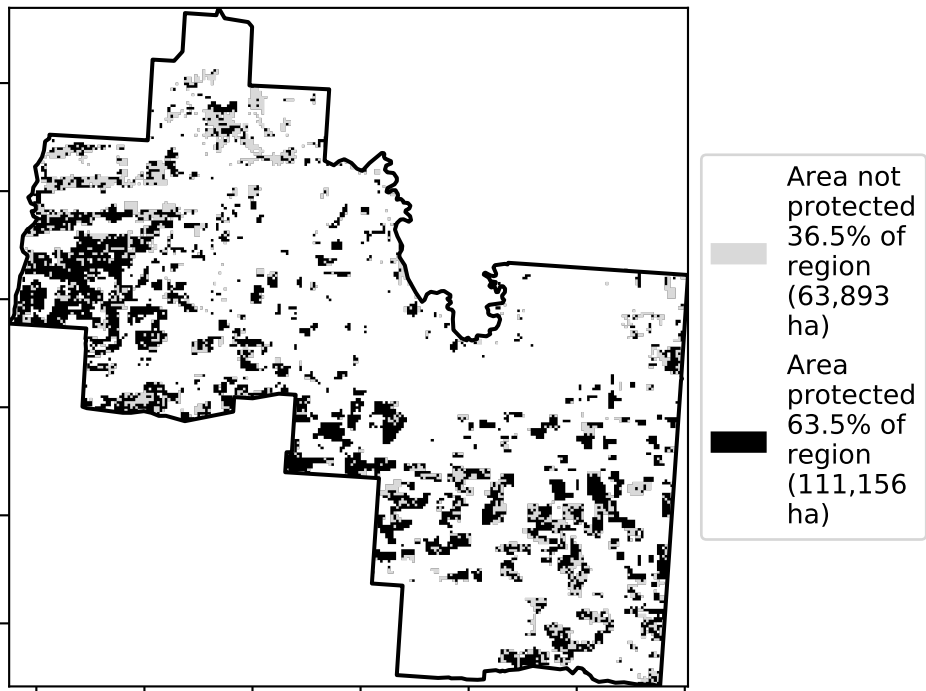 Area not
protected
36.5% of
region
(63,893
ha)
Area
protected
63.5% of
region
(111,156
ha)